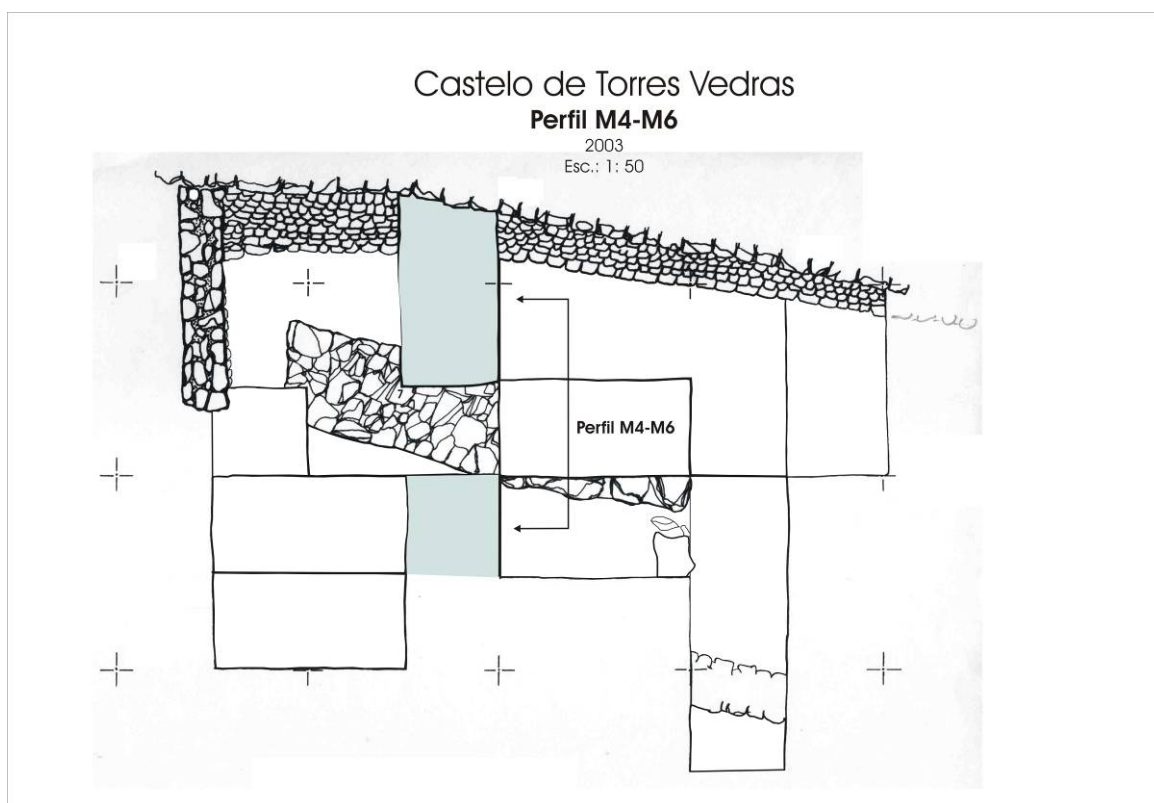 Castelo de Torres Vedras
Perfil M4-M6
2003
Esc.: 1: 50
Perfil M4-M6